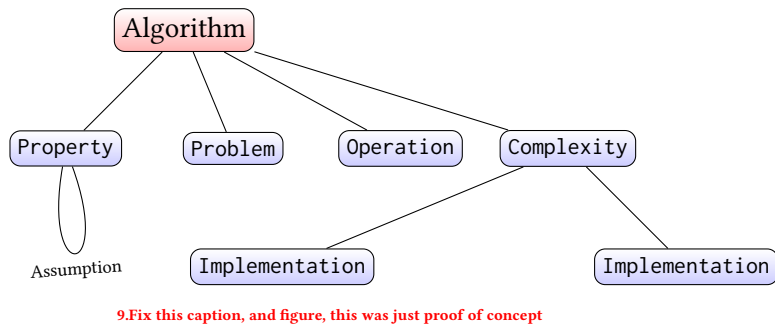 Algorithm
Property
Problem
Operation
Complexity
Assumption
Implementation
Implementation
9.Fix this caption, and figure, this was just proof of concept